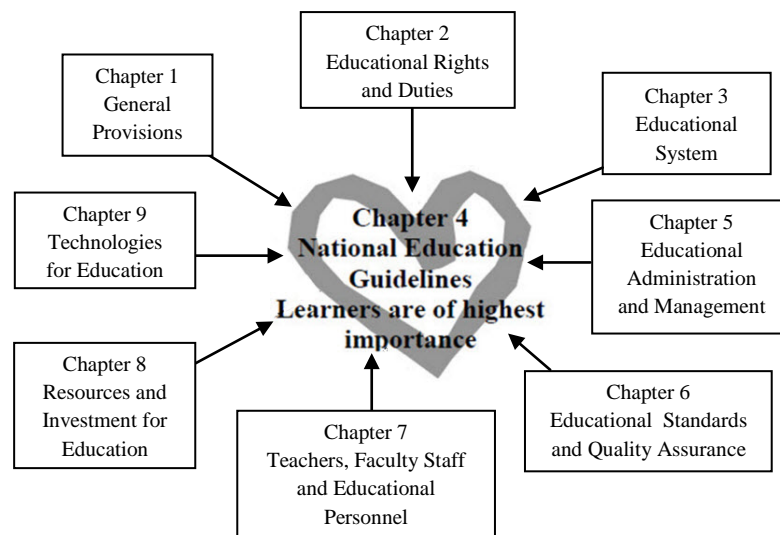 Chapter 1
General
Provisions
Chapter 2
Educational Rights
and Duties
Chapter 3
Educational
System
Chapter 4
National Education
Guidelines
Learners are of highest
importance
Chapter 5
Educational
Administration
and Management
Chapter 6
Educational Standards
and Quality Assurance
Chapter 7
Teachers, Faculty Staff
and Educational
Personnel
Chapter 8
Resources and
Investment for
Education
Chapter 9
Technologies
for Education